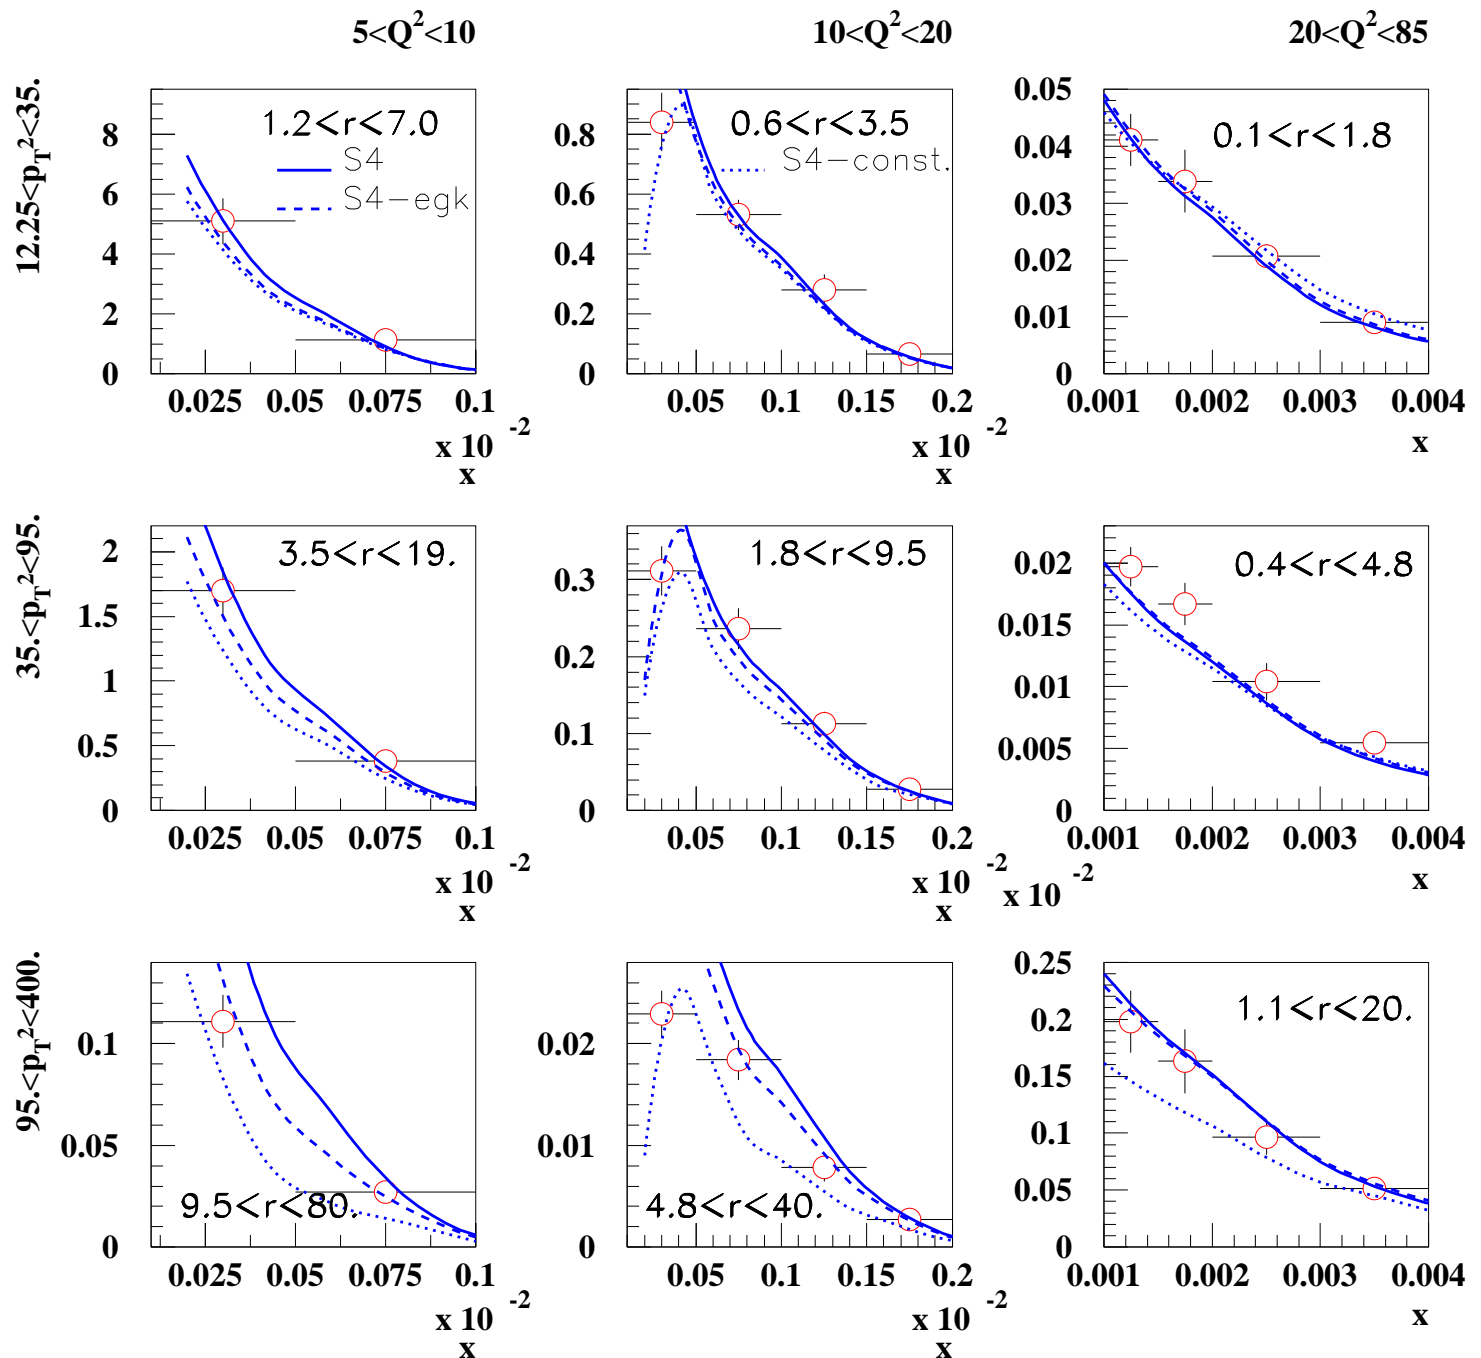 5<Q²<10 10<Q²<20 20<Q²<85
12.25<p_T²<35.
1.2<r<7.0
S4
S4-egk
8
6
4
2
0
0.025 0.05 0.075 0.1
x 10 -2
x
0.6<r<3.5
S4-const.
0.8
0.6
0.4
0.2
0
0.05 0.1 0.15 0.2
x 10 -2
x
0.1<r<1.8
0.05
0.04
0.03
0.02
0.01
0
0.001 0.002 0.003 0.004
x
35.<p_T²<95.
3.5<r<19.
2
1.5
1
0.5
0
0.025 0.05 0.075 0.1
x 10 -2
x
1.8<r<9.5
0.3
0.2
0.1
0
0.05 0.1 0.15 0.2
x 10 -2
x
0.4<r<4.8
0.02
0.015
0.01
0.005
0
0.001 0.002 0.003 0.004
x
95.<p_T²<400.
9.5<r<80.
0.1
0.05
0
0.025 0.05 0.075 0.1
x 10 -2
x
4.8<r<40.
0.02
0.01
0
0.05 0.1 0.15 0.2
x 10 -2
x
x 10 -2
1.1<r<20.
0.25
0.2
0.15
0.1
0.05
0
0.001 0.002 0.003 0.004
x